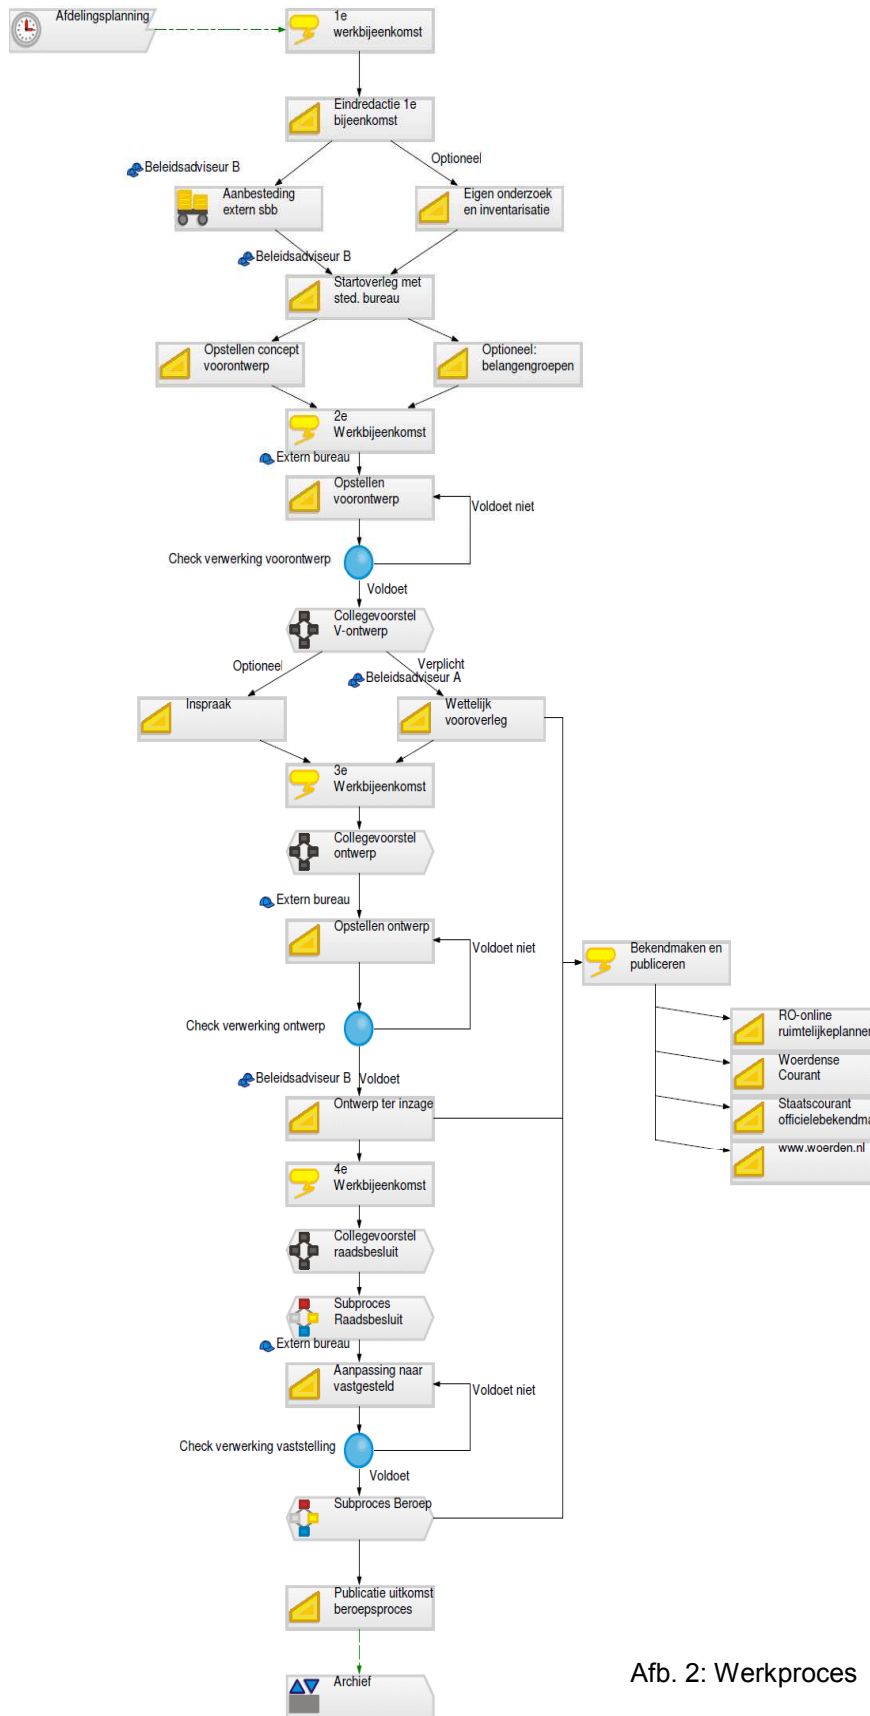 Afdelingsplanning
1e
werkbijeenkomst
Eindredactie 1e
bijeenkomst
Beleidsadviseur B
Optioneel
Aanbesteding
extern sbb
Eigen onderzoek
en inventarisatie
Beleidsadviseur B
Startoverleg met
sted. bureau
Opstellen concept
voorontwerp
Optioneel:
belangengroepen
2e
Werkbijeenkomst
Extern bureau
Opstellen
voorontwerp
Voldoet niet
Check verwerking voorontwerp
Voldoet
Collegevoorstel
V-ontwerp
Optioneel
Verplicht
Beleidsadviseur A
Inspraak
Wettelijk
vooroverleg
3e
Werkbijeenkomst
Collegevoorstel
ontwerp
Extern bureau
Opstellen ontwerp
Voldoet niet
Bekendmaken en
publiceren
Check verwerking ontwerp
RO-online
ruimtelijkeplannen
Woerdense
Courant
Beleidsadviseur B
Voldoet
Ontwerp ter inzage
Staatscourant
officielebekendma
www.woerden.nl
4e
Werkbijeenkomst
Collegevoorstel
raadsbesluit
Subproces
Raadsbesluit
Extern bureau
Aanpassing naar
vastgesteld
Voldoet niet
Check verwerking vaststelling
Voldoet
Subproces Beroep
Publicatie uitkomst
beroepsproces
Archief
Afb. 2: Werkproces